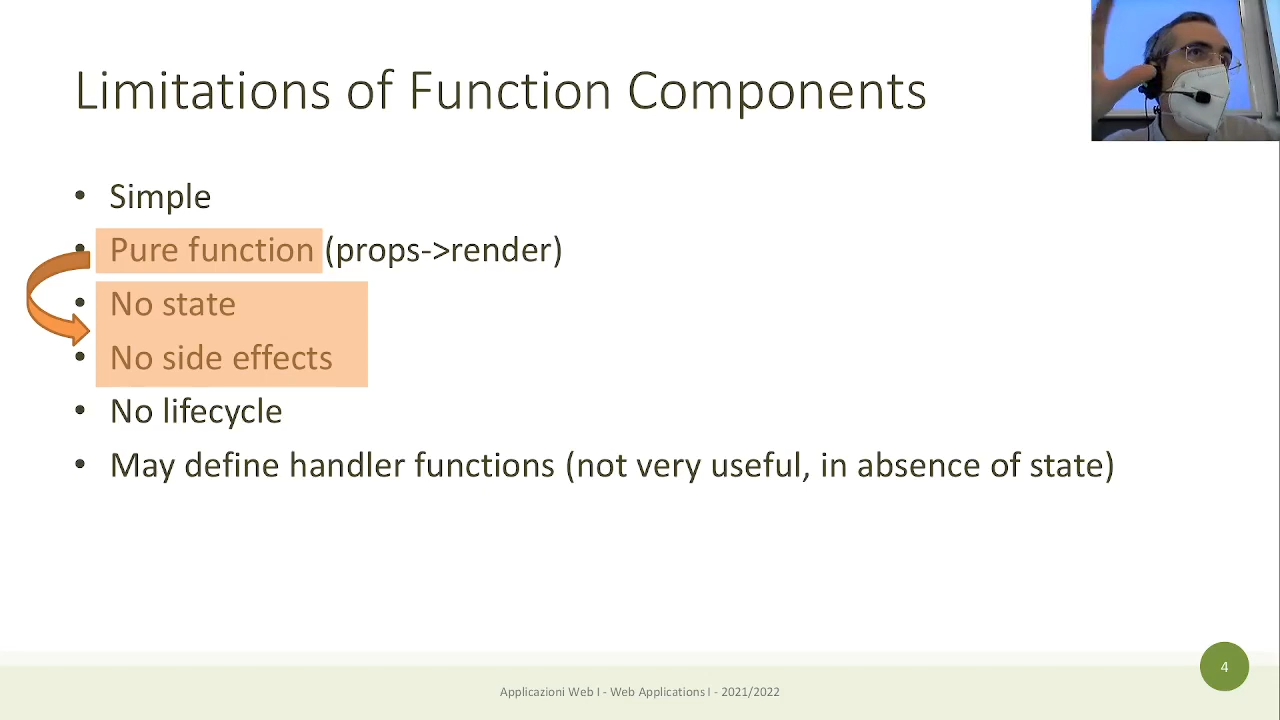 Limitations of Function Components
• Simple
• Pure function (props->render)
• No state
• No side effects
• No lifecycle
• May define handler functions (not very useful, in absence of state)
4
Applicazioni Web I - Web Applications I - 2021/2022